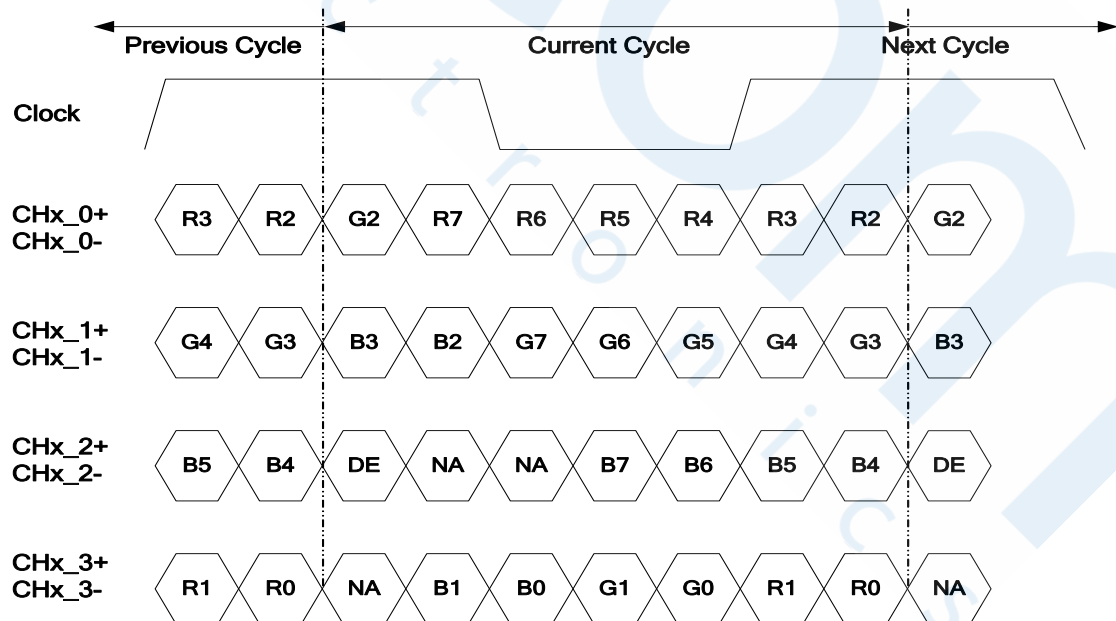 Previous Cycle Current Cycle Next Cycle
Clock
CHx_0+
CHx_0-
R3 R2 G2 R7 R6 R5 R4 R3 R2 G2
CHx_1+
CHx_1-
G4 G3 B3 B2 G7 G6 G5 G4 G3 B3
CHx_2+
CHx_2-
B5 B4 DE NA NA B7 B6 B5 B4 DE
CHx_3+
CHx_3-
R1 R0 NA B1 B0 G1 G0 R1 R0 NA